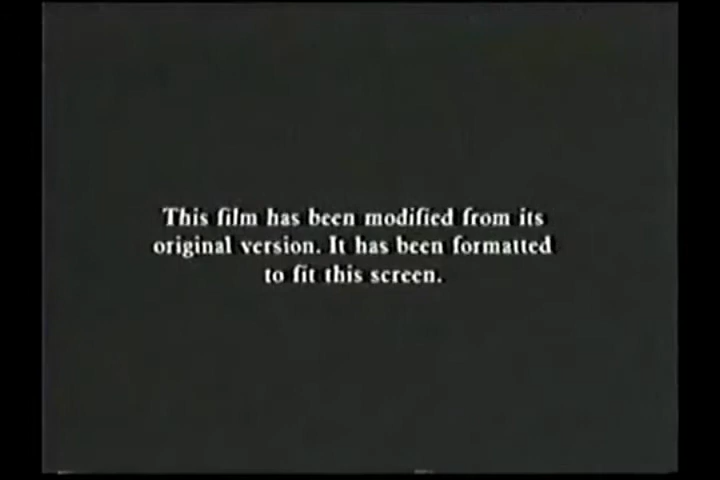 This film has been modified from its
original version. It has been formatted
to fit this screen.